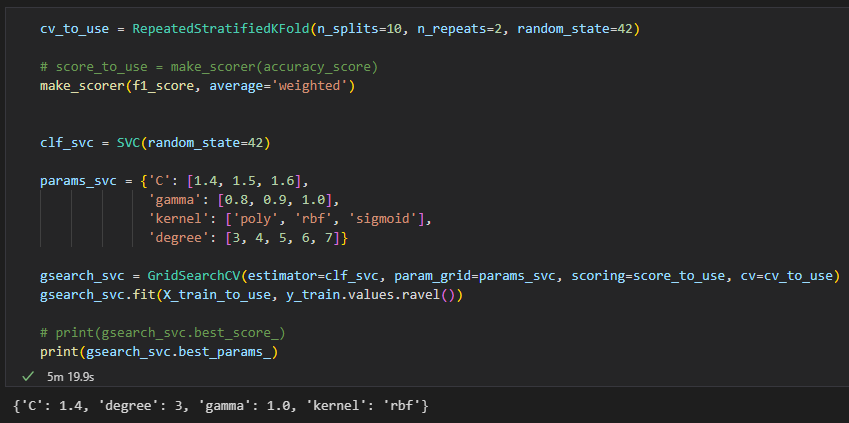 cv_to_use = RepeatedStratifiedKFold(n_splits=10, n_repeats=2, random_state=42)
# score_to_use = make_scorer(accuracy_score)
make_scorer(f1_score, average='weighted')
clf_svc = SVC(random_state=42)
params_svc = {'C': [1.4, 1.5, 1.6],
'gamma': [0.8, 0.9, 1.0],
'kernel': ['poly', 'rbf', 'sigmoid'],
'degree': [3, 4, 5, 6, 7]}
gsearch_svc = GridSearchCV(estimator=clf_svc, param_grid=params_svc, scoring=score_to_use, cv=cv_to_use)
gsearch_svc.fit(X_train_to_use, y_train.values.ravel())
# print(gsearch_svc.best_score_)
print(gsearch_svc.best_params_)
5m 19.9s
{'C': 1.4, 'degree': 3, 'gamma': 1.0, 'kernel': 'rbf'}